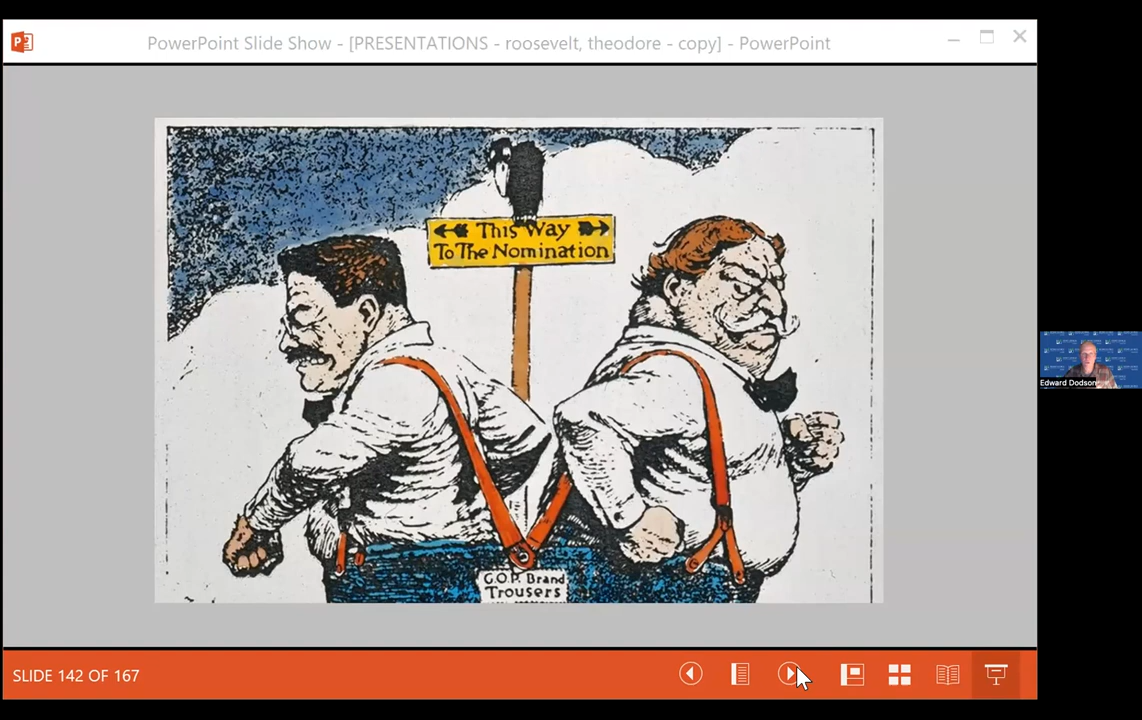 PowerPoint Slide Show - [PRESENTATIONS - roosevelt, theodore - copy] - PowerPoint
This Way
To The Nomination
G.O.P. Brand
Trousers
Edward Dodson
SLIDE 142 OF 167